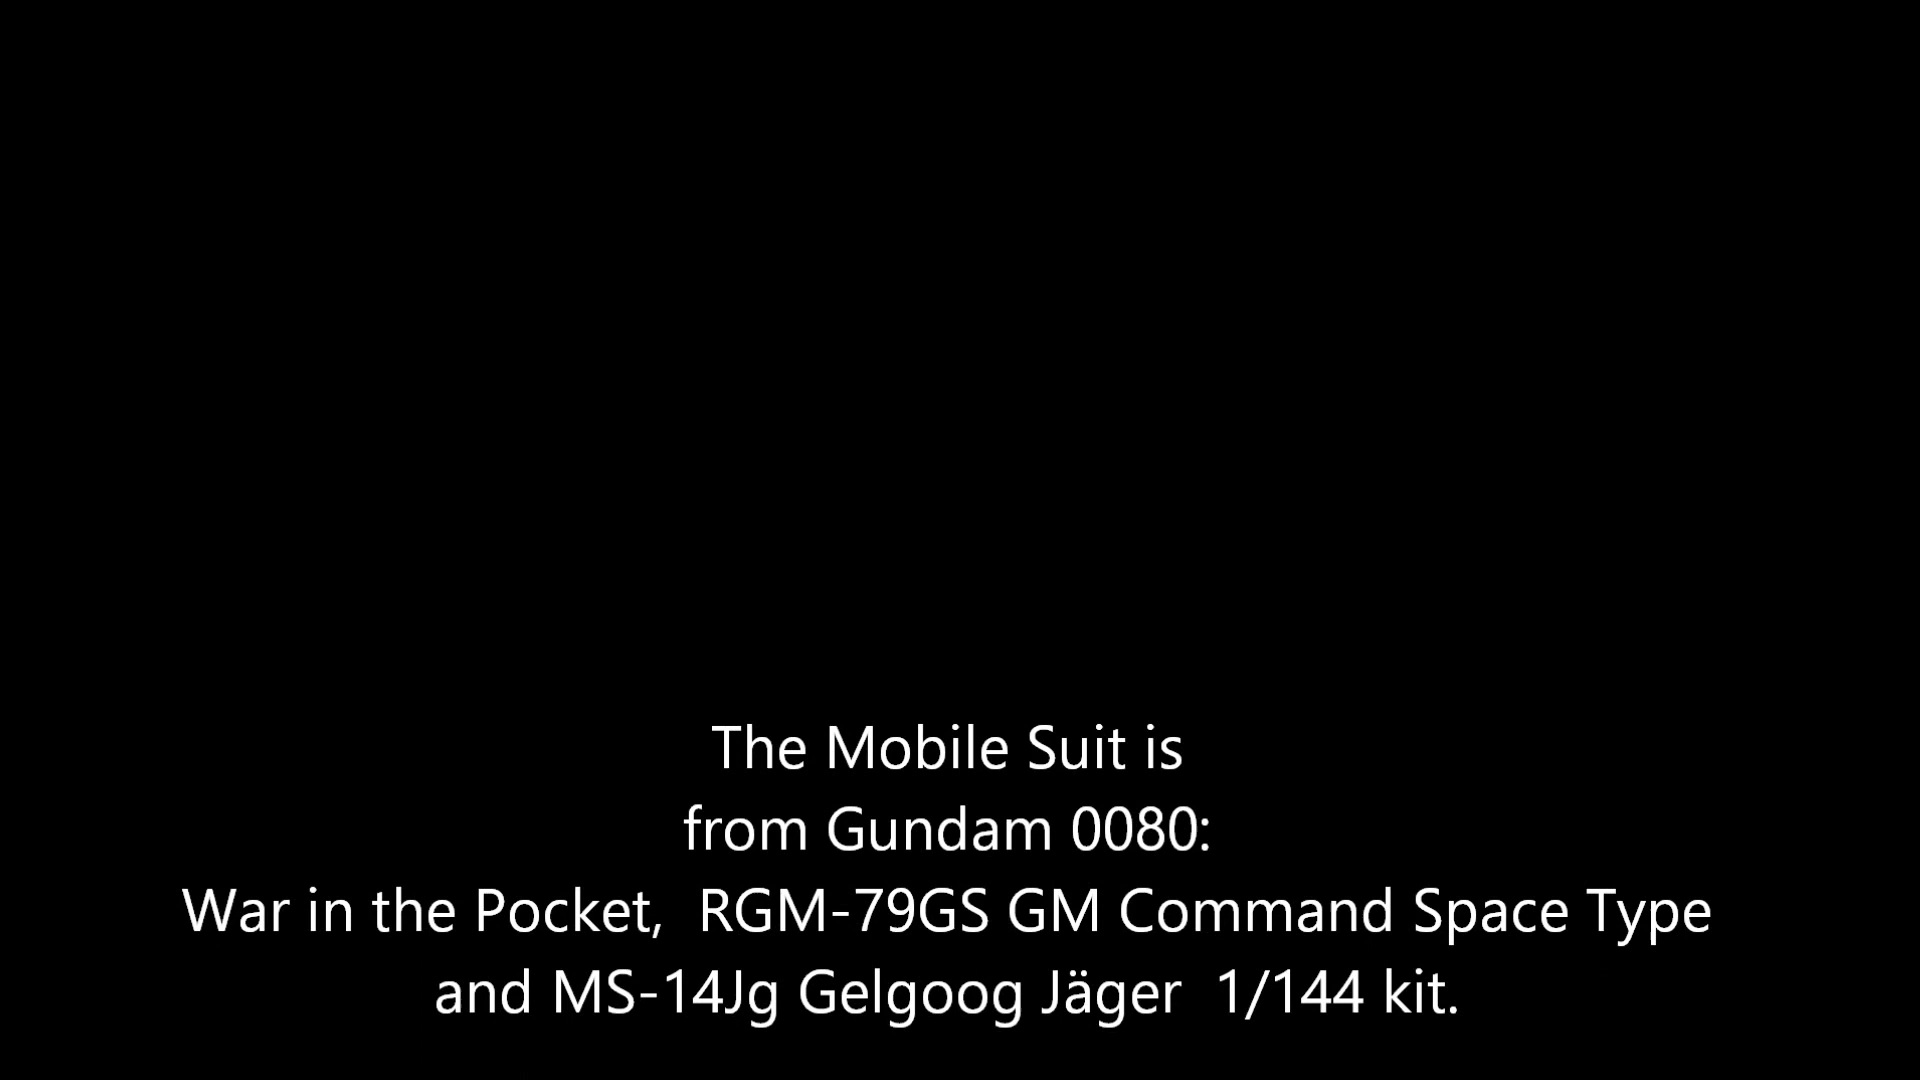 The Mobile Suit is
from Gundam 0080:
War in the Pocket,  RGM-79GS GM Command Space Type
and MS-14Jg Gelgoog Jäger  1/144 kit.